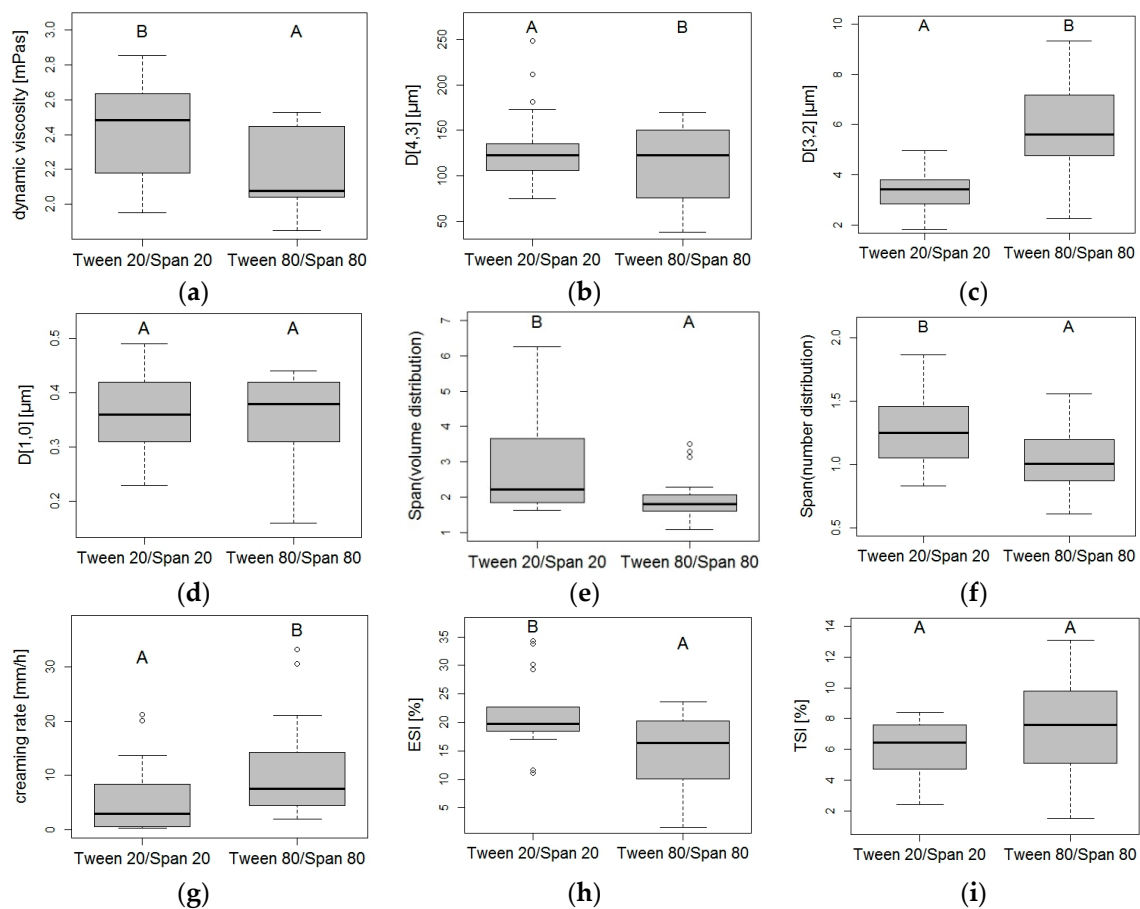 dynamic viscosity [mPas]
3.0
2.8
2.6
2.4
2.2
2.0
B A
Tween 20/Span 20 Tween 80/Span 80
(a)
D[4,3] [µm]
250
200
150
100
50
A B
Tween 20/Span 20 Tween 80/Span 80
(b)
D[3,2] [µm]
10
8
6
4
2
A B
Tween 20/Span 20 Tween 80/Span 80
(c)
D[1,0] [µm]
0.5
0.4
0.3
0.2
A A
Tween 20/Span 20 Tween 80/Span 80
(d)
Span(volume distribution)
7
6
5
4
3
2
1
B A
Tween 20/Span 20 Tween 80/Span 80
(e)
Span(number distribution)
2.0
1.5
1.0
0.5
B A
Tween 20/Span 20 Tween 80/Span 80
(f)
creaming rate [mm/h]
30
20
10
0
A B
Tween 20/Span 20 Tween 80/Span 80
(g)
ESI [%]
35
30
25
20
15
10
5
B A
Tween 20/Span 20 Tween 80/Span 80
(h)
TSI [%]
14
12
10
8
6
4
2
A A
Tween 20/Span 20 Tween 80/Span 80
(i)